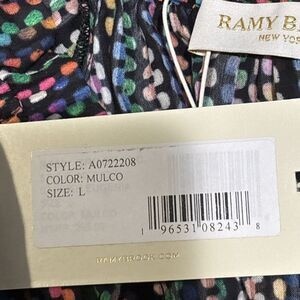 RAMY B
NEW YOR
STYLE: A0722208
COLOR: MULCO
SIZE: L
1 96531 08243 8
RAMYBROOK.COM